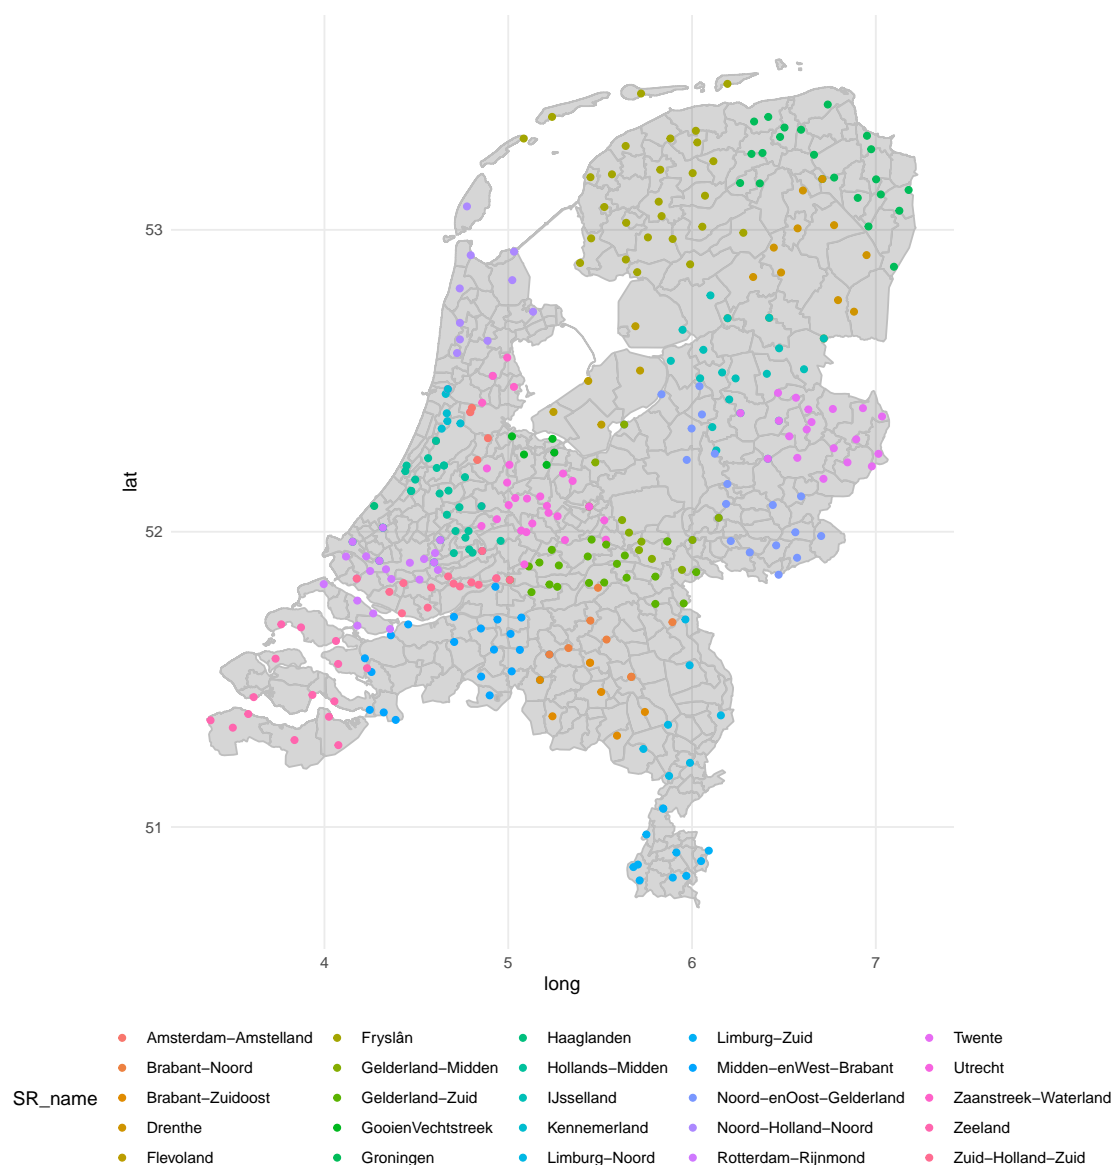 53
52
51
lat
4 5 6 7
long
SR_name
Amsterdam−Amstelland Fryslân Haaglanden Limburg−Zuid Twente
Brabant−Noord Gelderland−Midden Hollands−Midden Midden−enWest−Brabant Utrecht
Brabant−Zuidoost Gelderland−Zuid IJsselland Noord−enOost−Gelderland Zaanstreek−Waterland
Drenthe GooienVechtstreek Kennemerland Noord−Holland−Noord Zeeland
Flevoland Groningen Limburg−Noord Rotterdam−Rijnmond Zuid−Holland−Zuid